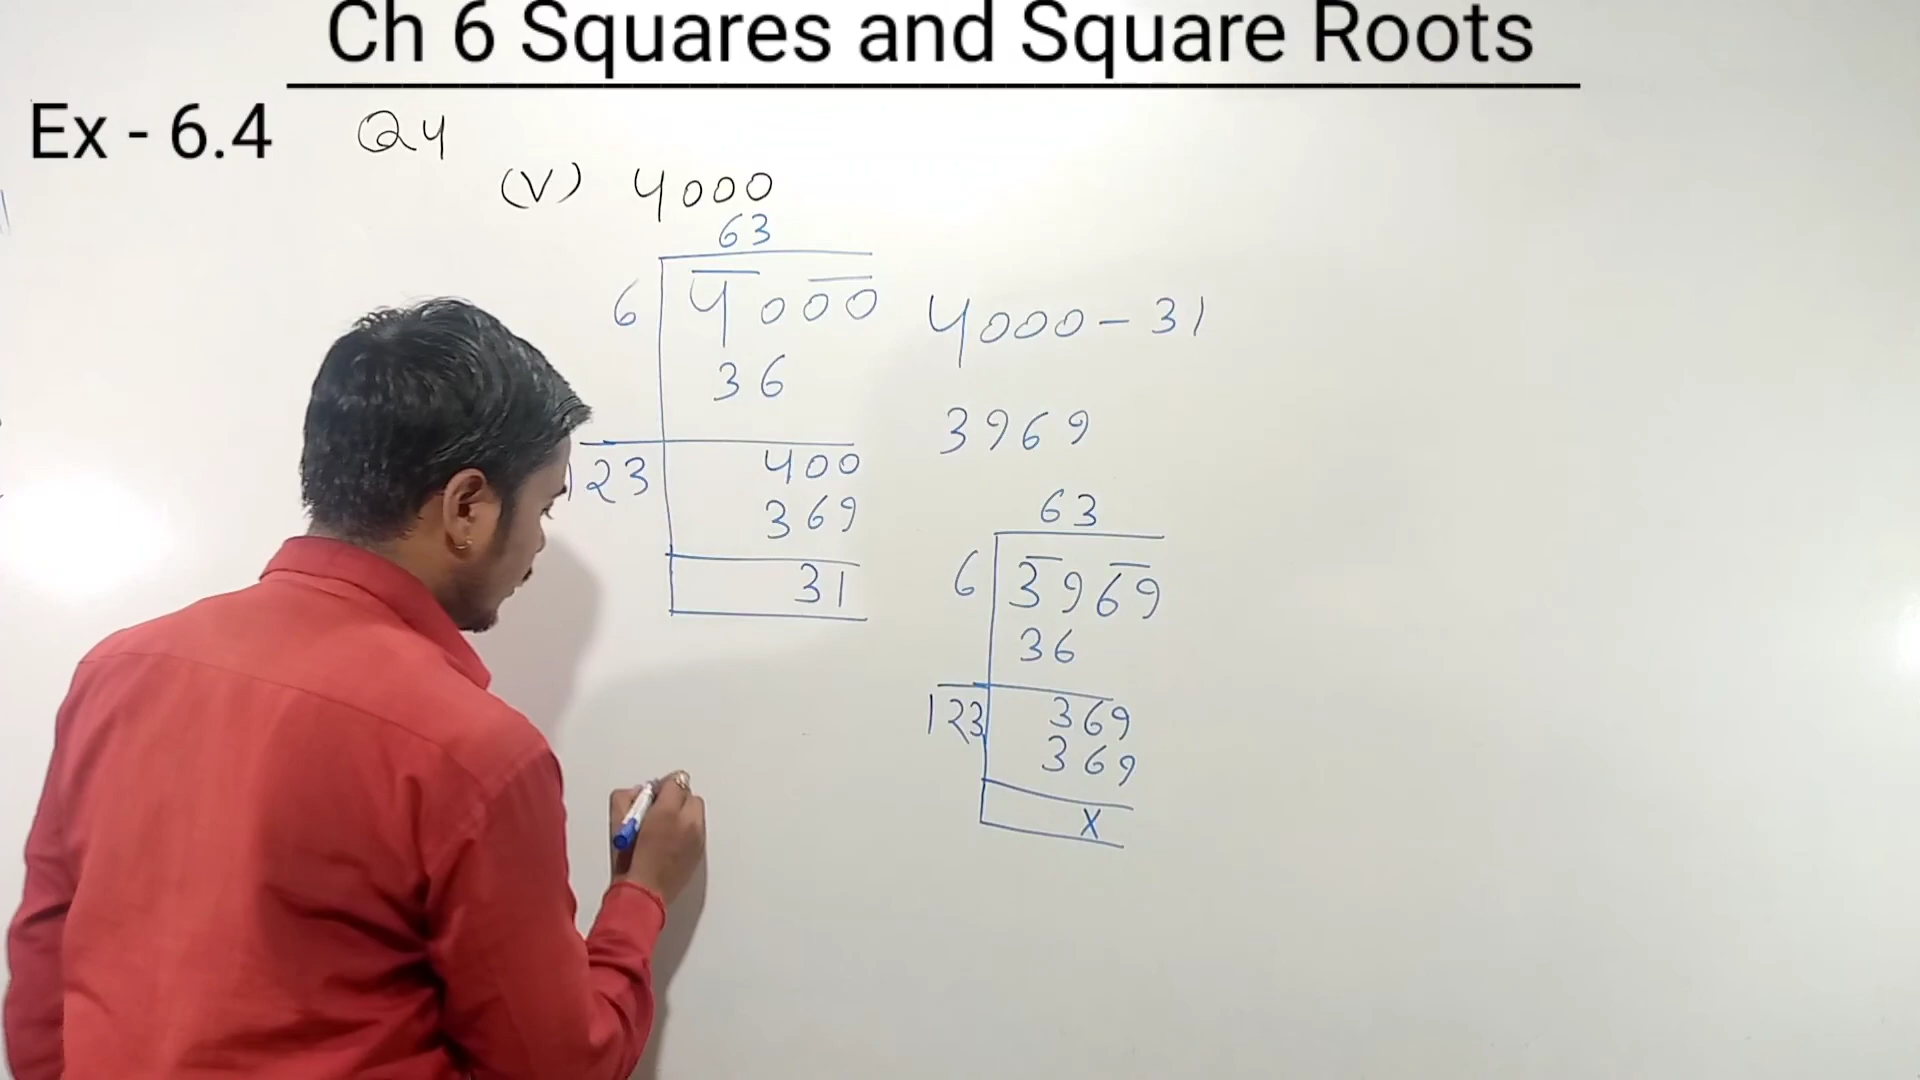 Ch 6 Squares and Square Roots
Ex - 6.4 Q4
(V) 4000
63
6 4000
36
123 400
369
31
4000 - 31
3969
63
6 3969
36
123 369
369
x